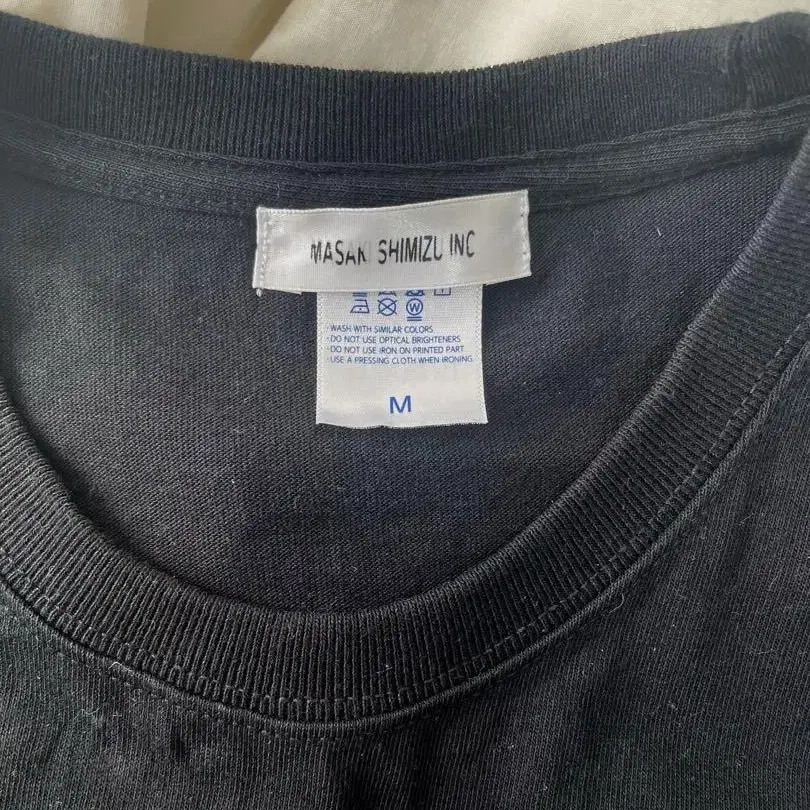 MASAKI SHIMIZU INC
W
· WASH WITH SIMILAR COLORS
· DO NOT USE OPTICAL BRIGHTENERS
· DO NOT USE IRON ON PRINTED PART
· USE A PRESSING CLOTH WHEN IRONING
M